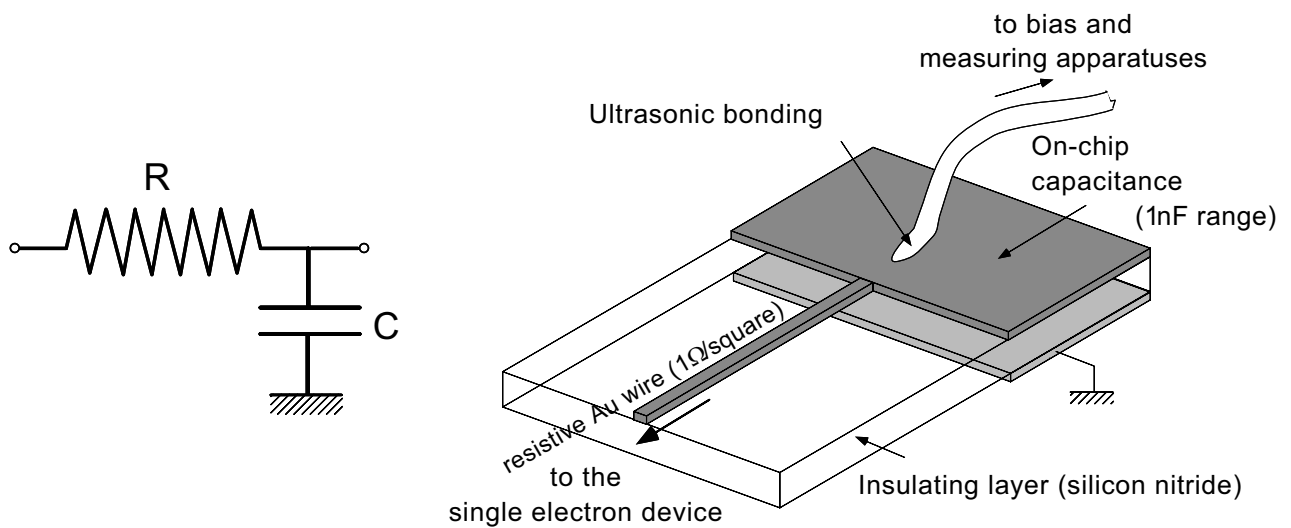 R
C
to bias and
measuring apparatuses
Ultrasonic bonding
On-chip
capacitance
(1nF range)
resistive Au wire (1Ω/square)
to the
single electron device
Insulating layer (silicon nitride)